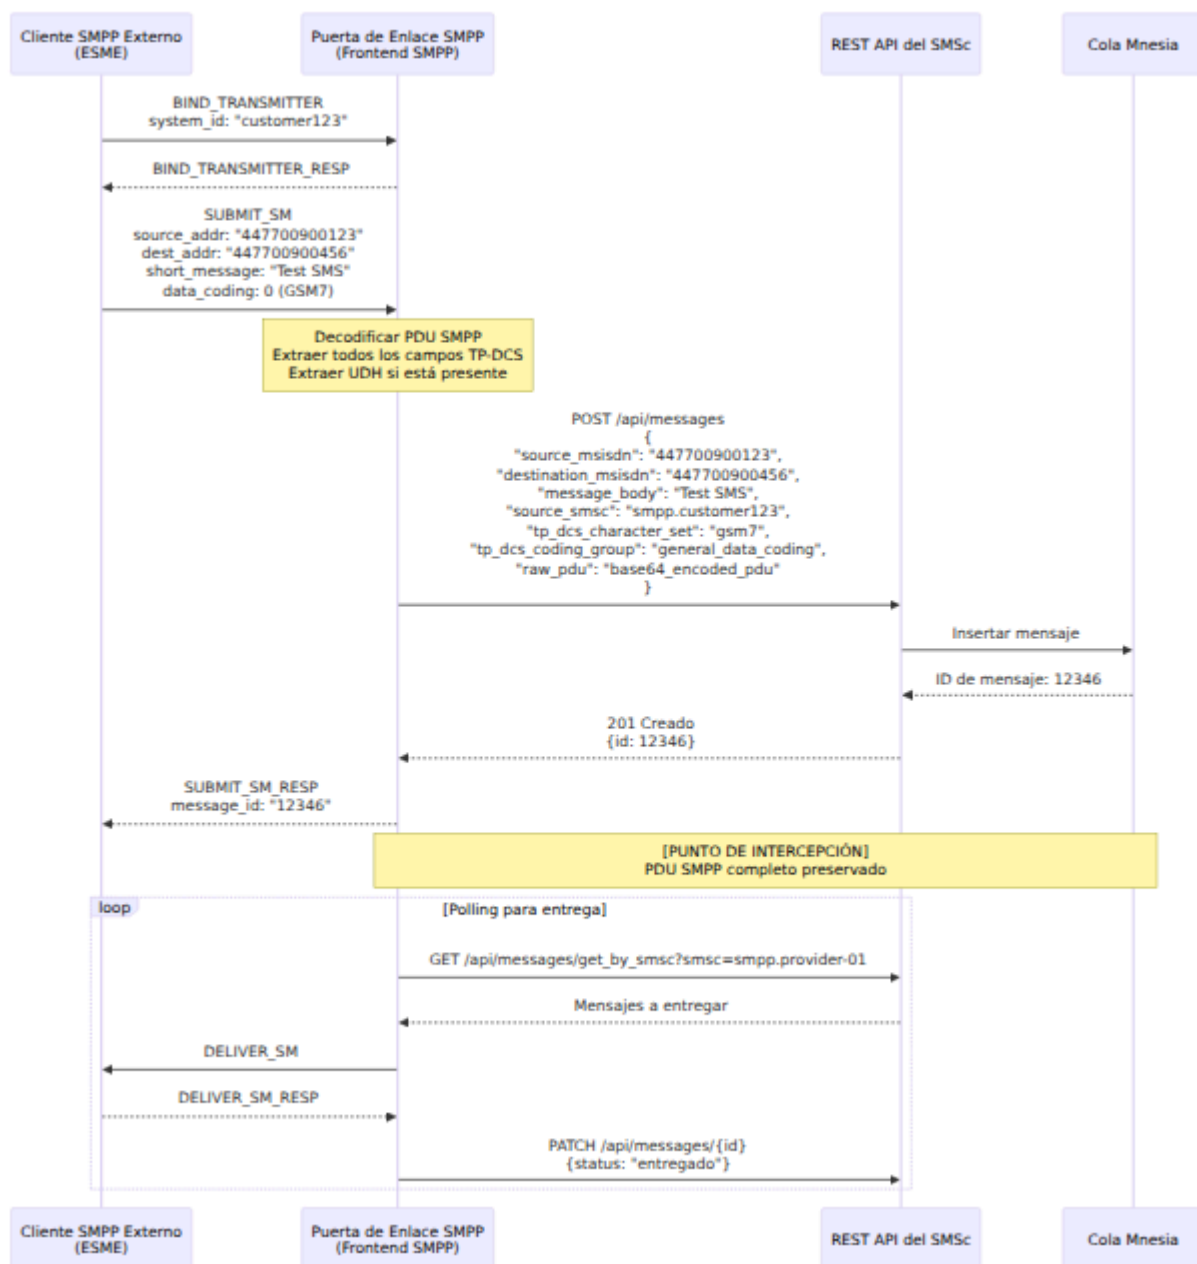 Cliente SMPP Externo
(ESME)
Puerta de Enlace SMPP
(Frontend SMPP)
REST API del SMSc
Cola Mnesia
BIND_TRANSMITTER
system_id: "customer123"
BIND_TRANSMITTER_RESP
SUBMIT_SM
source_addr: "447700900123"
dest_addr: "447700900456"
short_message: "Test SMS"
data_coding: 0 (GSM7)
Decodificar PDU SMPP
Extraer todos los campos TP-DCS
Extraer UDH si está presente
POST /api/messages
{
"source_msisdn": "447700900123",
"destination_msisdn": "447700900456",
"message_body": "Test SMS",
"source_smsc": "smpp.customer123",
"tp_dcs_character_set": "gsm7",
"tp_dcs_coding_group": "general_data_coding",
"raw_pdu": "base64_encoded_pdu"
}
Insertar mensaje
ID de mensaje: 12346
201 Creado
{id: 12346}
SUBMIT_SM_RESP
message_id: "12346"
[PUNTO DE INTERCEPCIÓN]
PDU SMPP completo preservado
loop
[Polling para entrega]
GET /api/messages/get_by_smsc?smsc=smpp.provider-01
Mensajes a entregar
DELIVER_SM
DELIVER_SM_RESP
PATCH /api/messages/{id}
{status: "entregado"}
Cliente SMPP Externo
(ESME)
Puerta de Enlace SMPP
(Frontend SMPP)
REST API del SMSc
Cola Mnesia